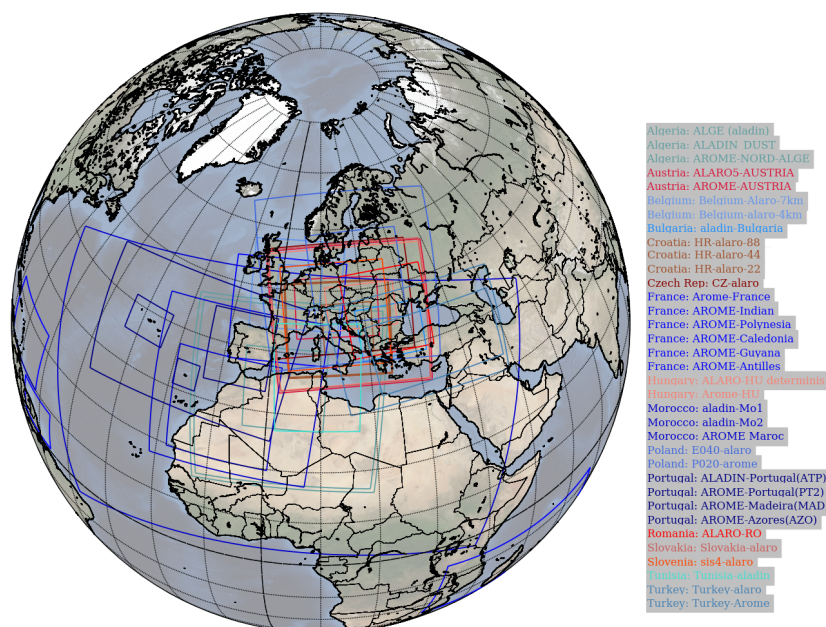 Algeria: ALGE (aladin)
Algeria: ALADIN_DUST
Algeria: AROME-NORD-ALGE
Austria: ALARO5-AUSTRIA
Austria: AROME-AUSTRIA
Belgium: Belgium-Alaro-7km
Belgium: Belgium-alaro-4km
Bulgaria: aladin-Bulgaria
Croatia: HR-alaro-88
Croatia: HR-alaro-44
Croatia: HR-alaro-22
Czech Rep: CZ-alaro
France: Arome-France
France: AROME-Indian
France: AROME-Polynesia
France: AROME-Caledonia
France: AROME-Guyana
France: AROME-Antilles
Hungary: ALARO-HU determinis
Hungary: Arome-HU
Morocco: aladin-Mo1
Morocco: aladin-Mo2
Morocco: AROME Maroc
Poland: E040-alaro
Poland: P020-arome
Portugal: ALADIN-Portugal(ATP)
Portugal: AROME-Portugal(PT2)
Portugal: AROME-Madeira(MAD
Portugal: AROME-Azores(AZO)
Romania: ALARO-RO
Slovakia: Slovakia-alaro
Slovenia: sis4-alaro
Tunisia: Tunisia-aladin
Turkey: Turkey-alaro
Turkey: Turkey-Arome